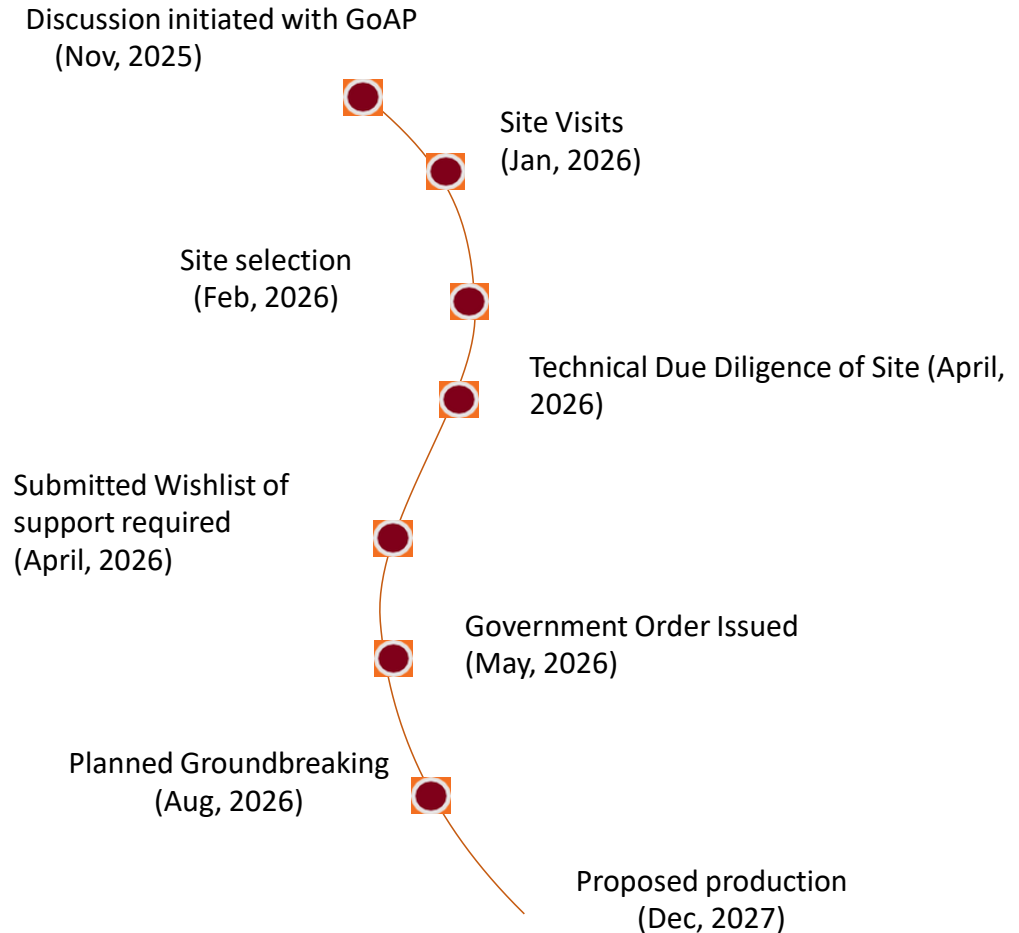 Discussion initiated with GoAP
(Nov, 2025)
Site Visits
(Jan, 2026)
Site selection
(Feb, 2026)
Technical Due Diligence of Site (April,
2026)
Submitted Wishlist of
support required
(April, 2026)
Government Order Issued
(May, 2026)
Planned Groundbreaking
(Aug, 2026)
Proposed production
(Dec, 2027)